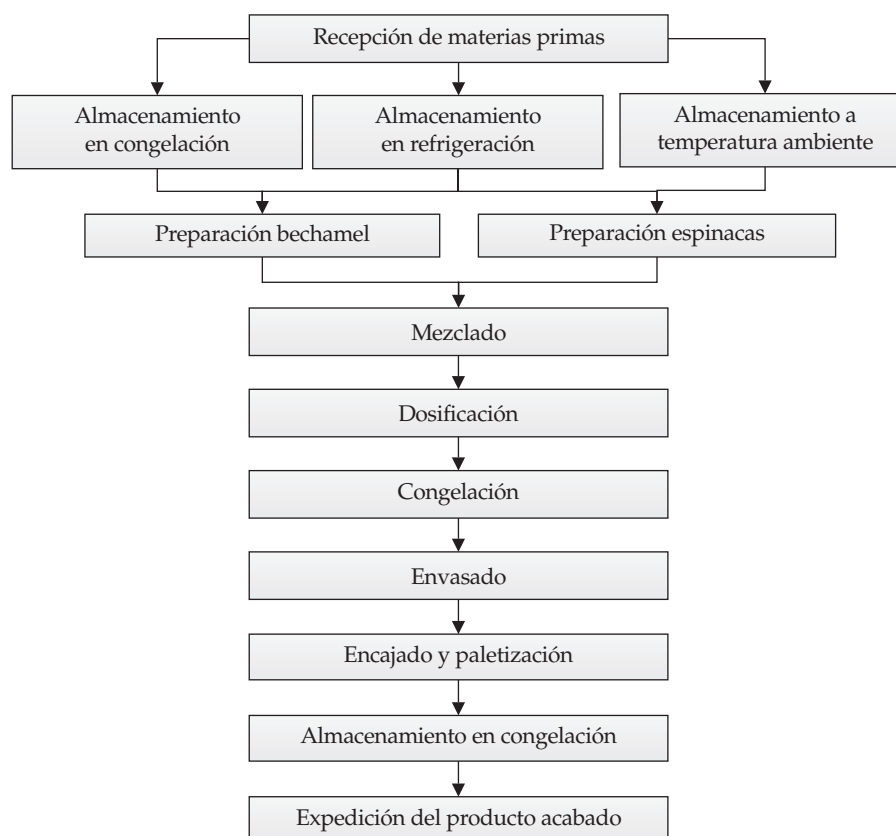 Recepción de materias primas
Almacenamiento
en congelación
Almacenamiento
en refrigeración
Almacenamiento a
temperatura ambiente
Preparación bechamel
Preparación espinacas
Mezclado
Dosificación
Congelación
Envasado
Encajado y paletización
Almacenamiento en congelación
Expedición del producto acabado